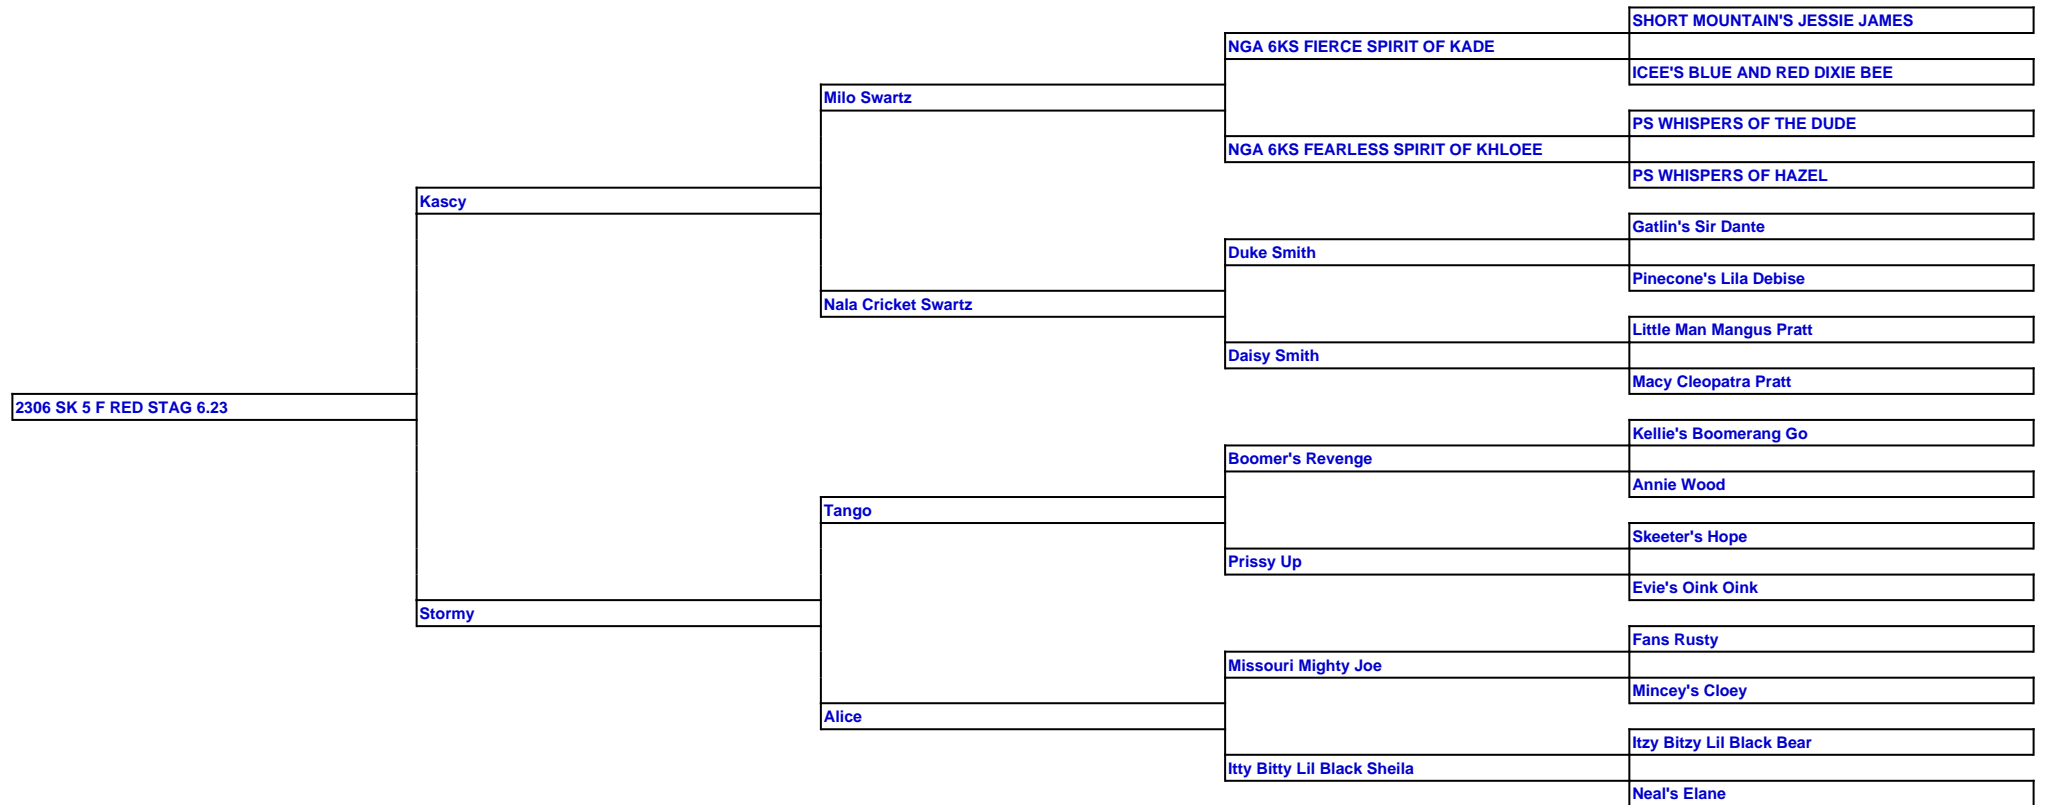 SHORT MOUNTAIN'S JESSIE JAMES
NGA 6KS FIERCE SPIRIT OF KADE
ICEE'S BLUE AND RED DIXIE BEE
Milo Swartz
PS WHISPERS OF THE DUDE
NGA 6KS FEARLESS SPIRIT OF KHLOEE
PS WHISPERS OF HAZEL
Kascy
Gatlin's Sir Dante
Duke Smith
Pinecone's Lila Debise
Nala Cricket Swartz
Little Man Mangus Pratt
Daisy Smith
Macy Cleopatra Pratt
2306 SK 5 F RED STAG 6.23
Kellie's Boomerang Go
Boomer's Revenge
Annie Wood
Tango
Skeeter's Hope
Prissy Up
Evie's Oink Oink
Stormy
Fans Rusty
Missouri Mighty Joe
Mincey's Cloey
Alice
Itzy Bitzy Lil Black Bear
Itty Bitty Lil Black Sheila
Neal's Elane